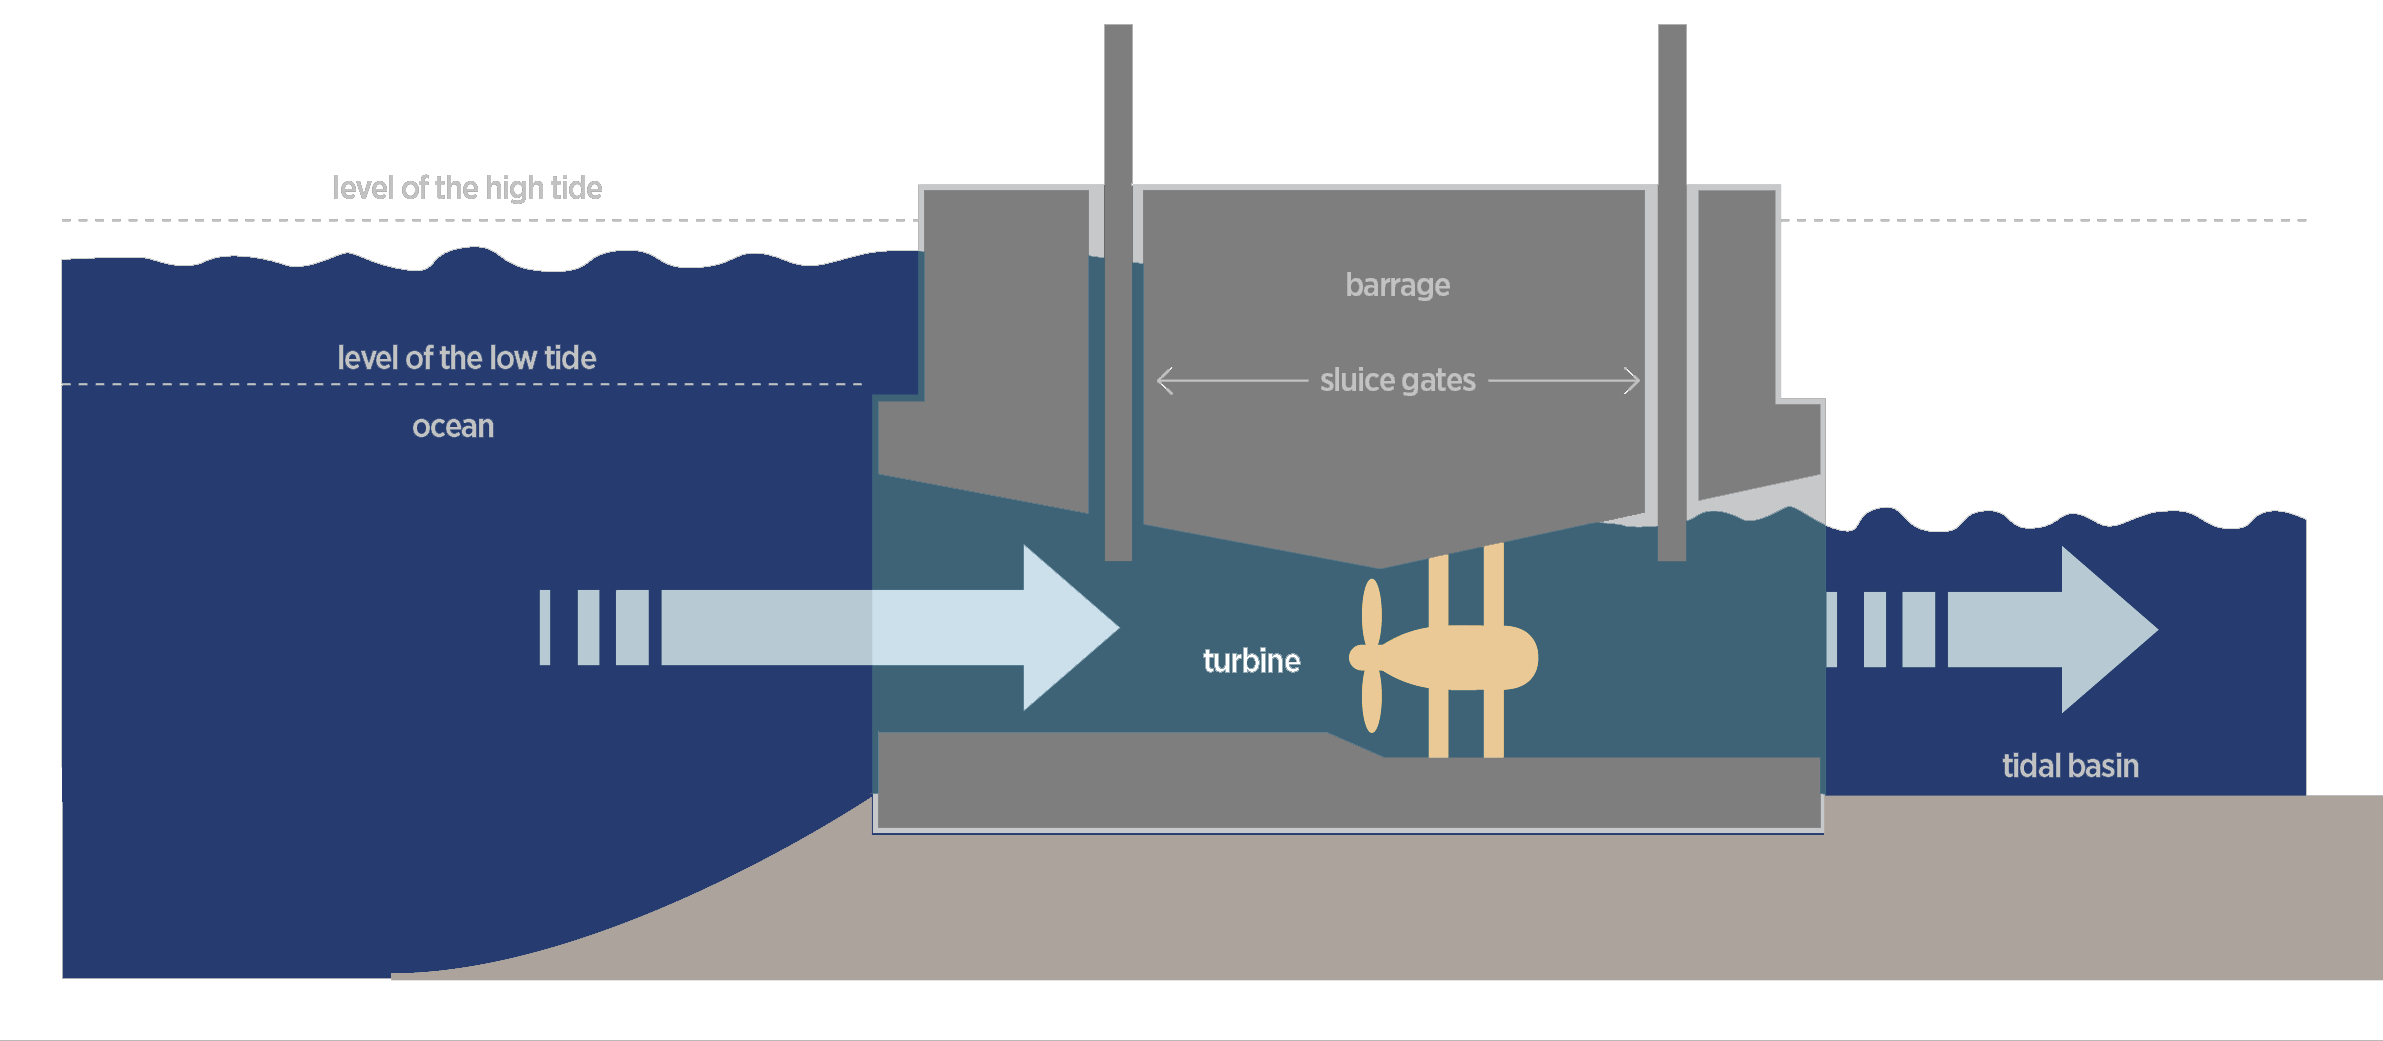 level of the high tide
barrage
level of the low tide
sluice gates
ocean
turbine
tidal basin